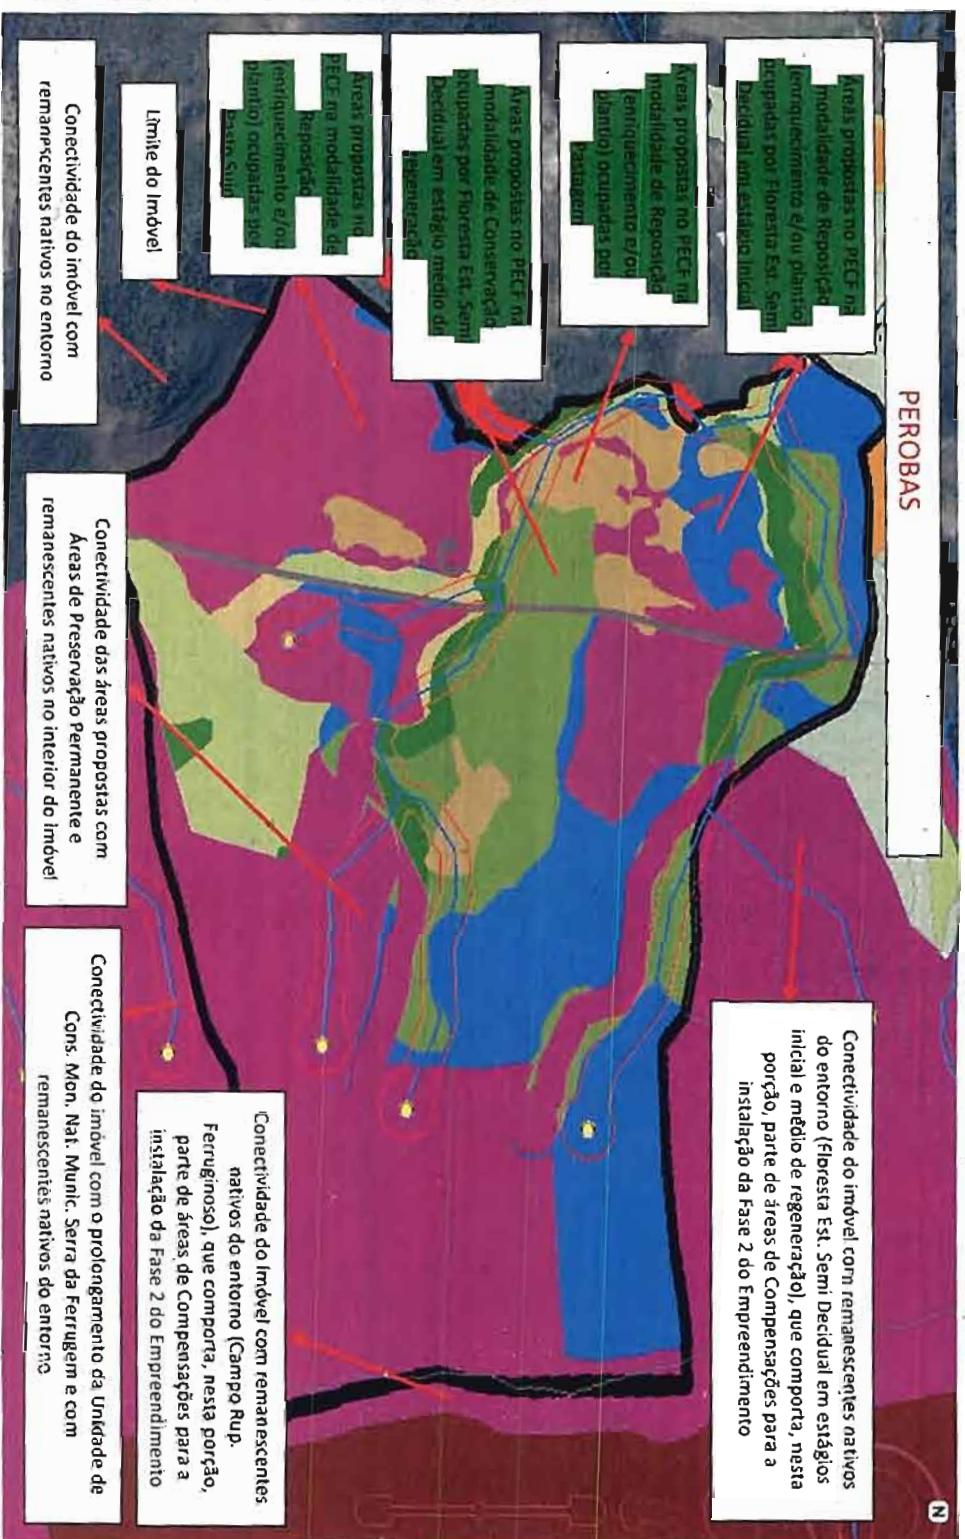 PEROBAS
Áreas propostas no PECF na
modalidade de Reposição
(enriquecimento e/ou plantio)
ocupadas por Floresta Est. Semi
Decidual em estágio inicial
Áreas propostas no PECF na
modalidade de Reposição
(enriquecimento e/ou
plantio) ocupadas por
pastagem
Áreas propostas no PECF na
modalidade Conservação
ocupadas por Floresta Est. Semi
Decidual em estágio médio de
regeneração
Áreas propostas no
PECF na modalidade de
Reposição
(enriquecimento e/ou
plantio) ocupadas por
Pasto Sujo
Limite do Imóvel
Conectividade do imóvel com
remanescentes nativos no entorno
Conectividade das áreas propostas com
Áreas de Preservação Permanente e
remanescentes nativos no interior do imóvel
Conectividade do imóvel com remanescentes nativos
do entorno (Floresta Est. Semi Decidual em estágios
inicial e médio de regeneração), que comporta, nesta
porção, parte de áreas de Compensações para a
instalação da Fase 2 do Empreendimento
Conectividade do Imóvel com remanescentes
nativos do entorno (Campo Rup.
Ferruginoso), que comporta, nesta porção,
parte de áreas de Compensações para a
instalação da Fase 2 do Empreendimento
Conectividade do imóvel com o prolongamento da Unidade de
Cons. Mon. Nat. Munic. Serra da Ferrugem e com
remanescentes nativos do entorno
N